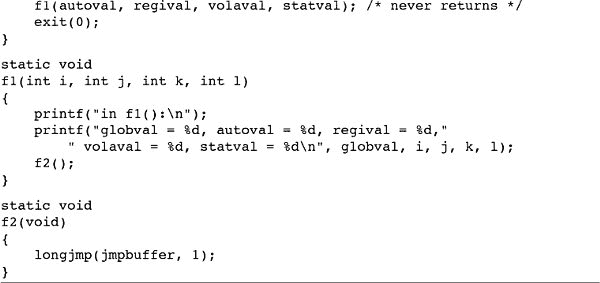 f1(autoval, regival, volaval, statval); /* never returns */
exit(0);
}
static void
f1(int i, int j, int k, int l)
{
printf("in f1():\n");
printf("globval = %d, autoval = %d, regival = %d,"
" volaval = %d, statval = %d\n", globval, i, j, k, l);
f2();
}
static void
f2(void)
{
longjmp(jmpbuffer, 1);
}